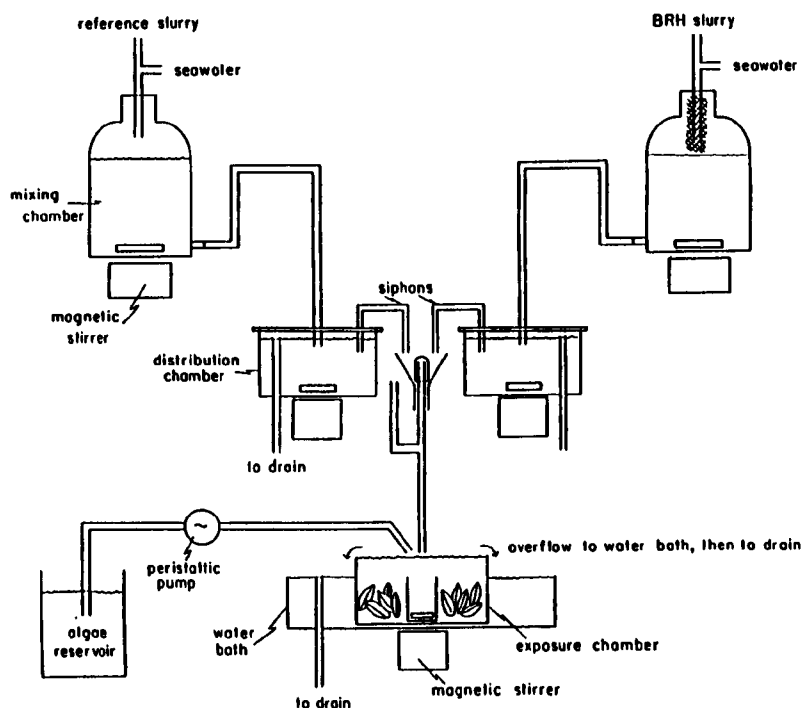 reference slurry
BRH slurry
seawater
seawater
mixing
chamber
magnetic
stirrer
siphons
distribution
chamber
to drain
overflow to water bath, then to drain
peristaltic
pump
algae
reservoir
water
bath
exposure chamber
magnetic stirrer
to drain